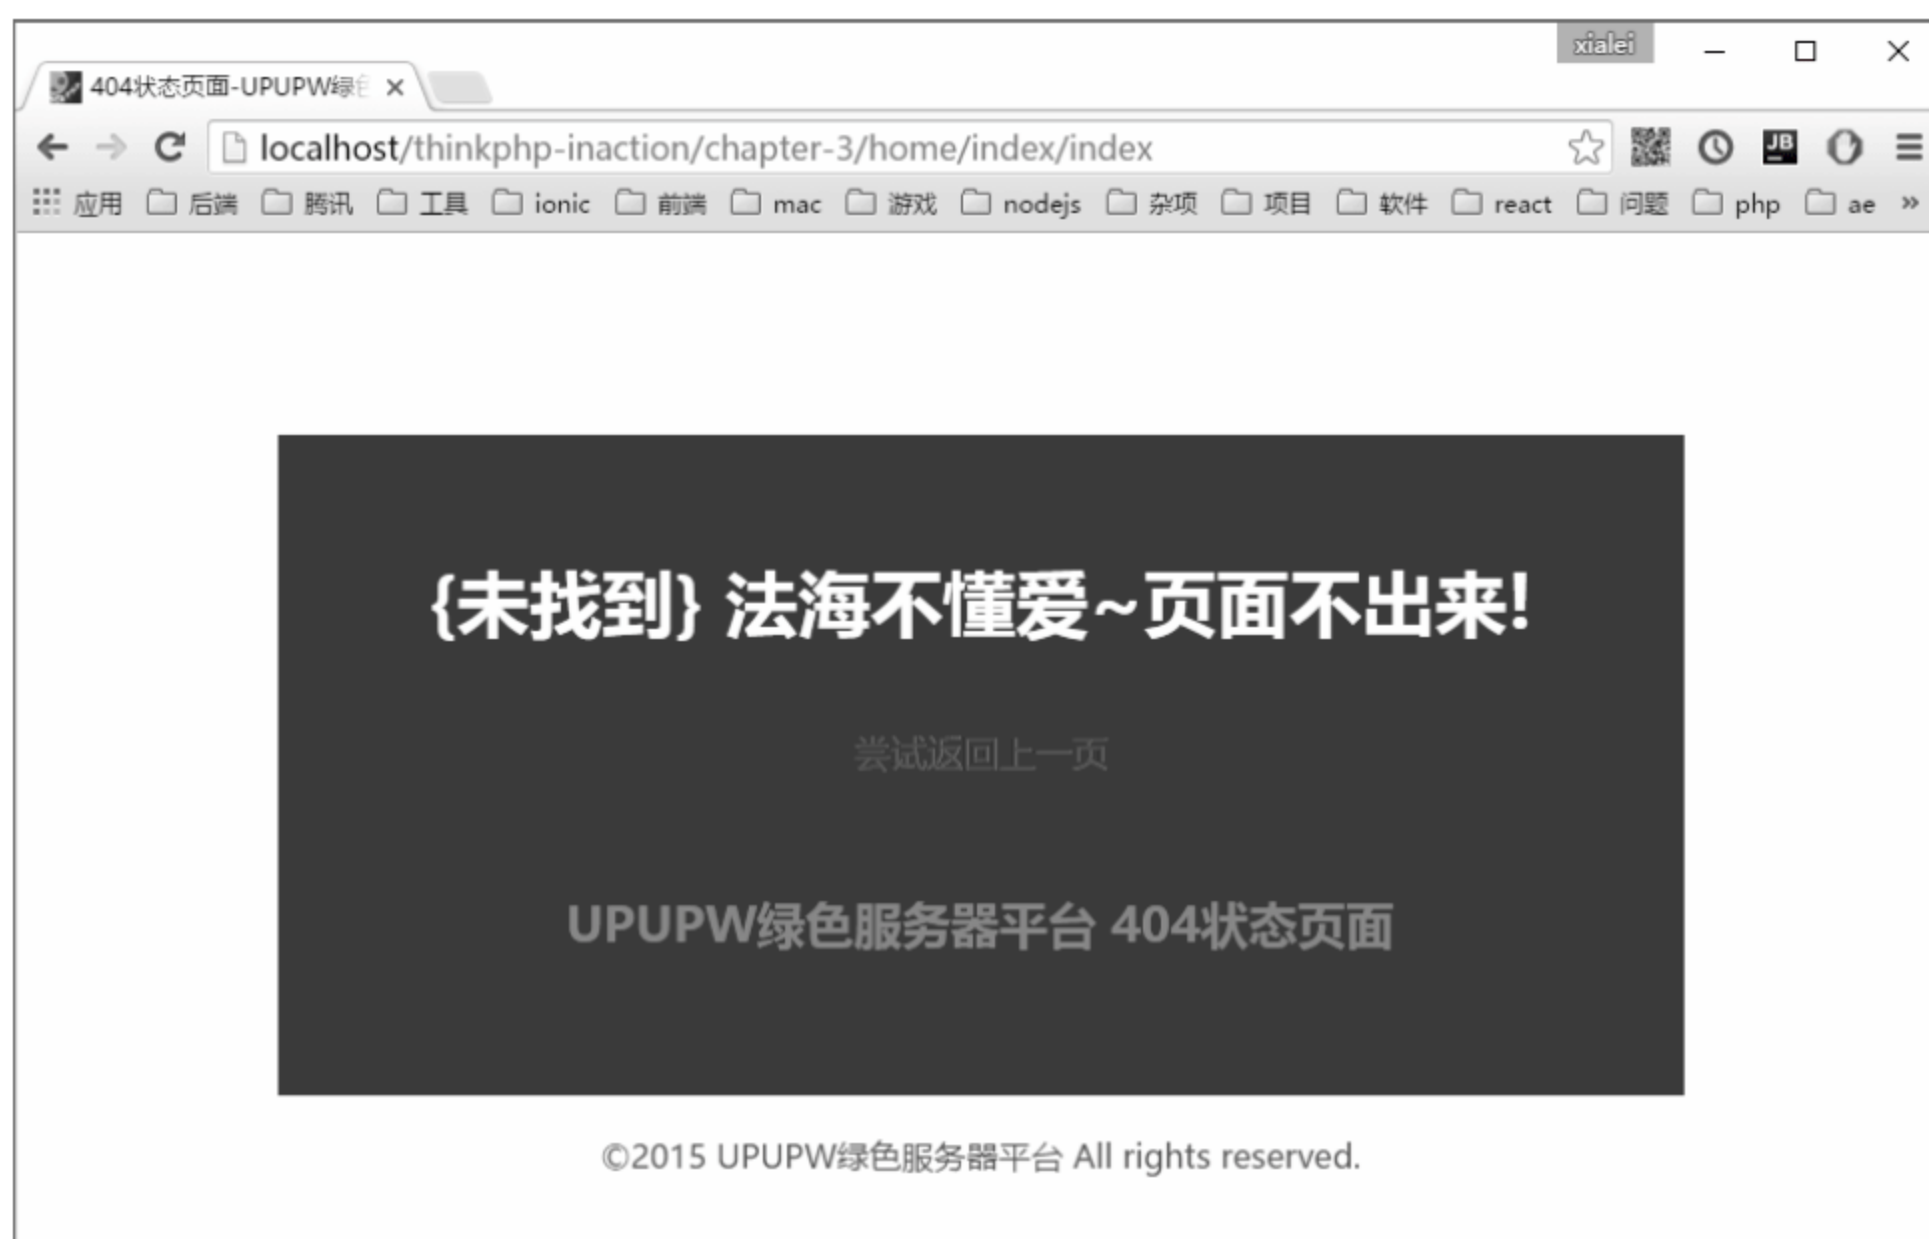 xialei
404状态页面-UPUPW绿色
localhost/thinkphp-inaction/chapter-3/home/index/index
JB
应用 后端 腾讯 工具 ionic 前端 mac 游戏 nodejs 杂项 项目 软件 react 问题 php ae »
{未找到} 法海不懂爱~页面不出来!
尝试返回上一页
UPUPW绿色服务器平台 404状态页面
©2015 UPUPW绿色服务器平台 All rights reserved.